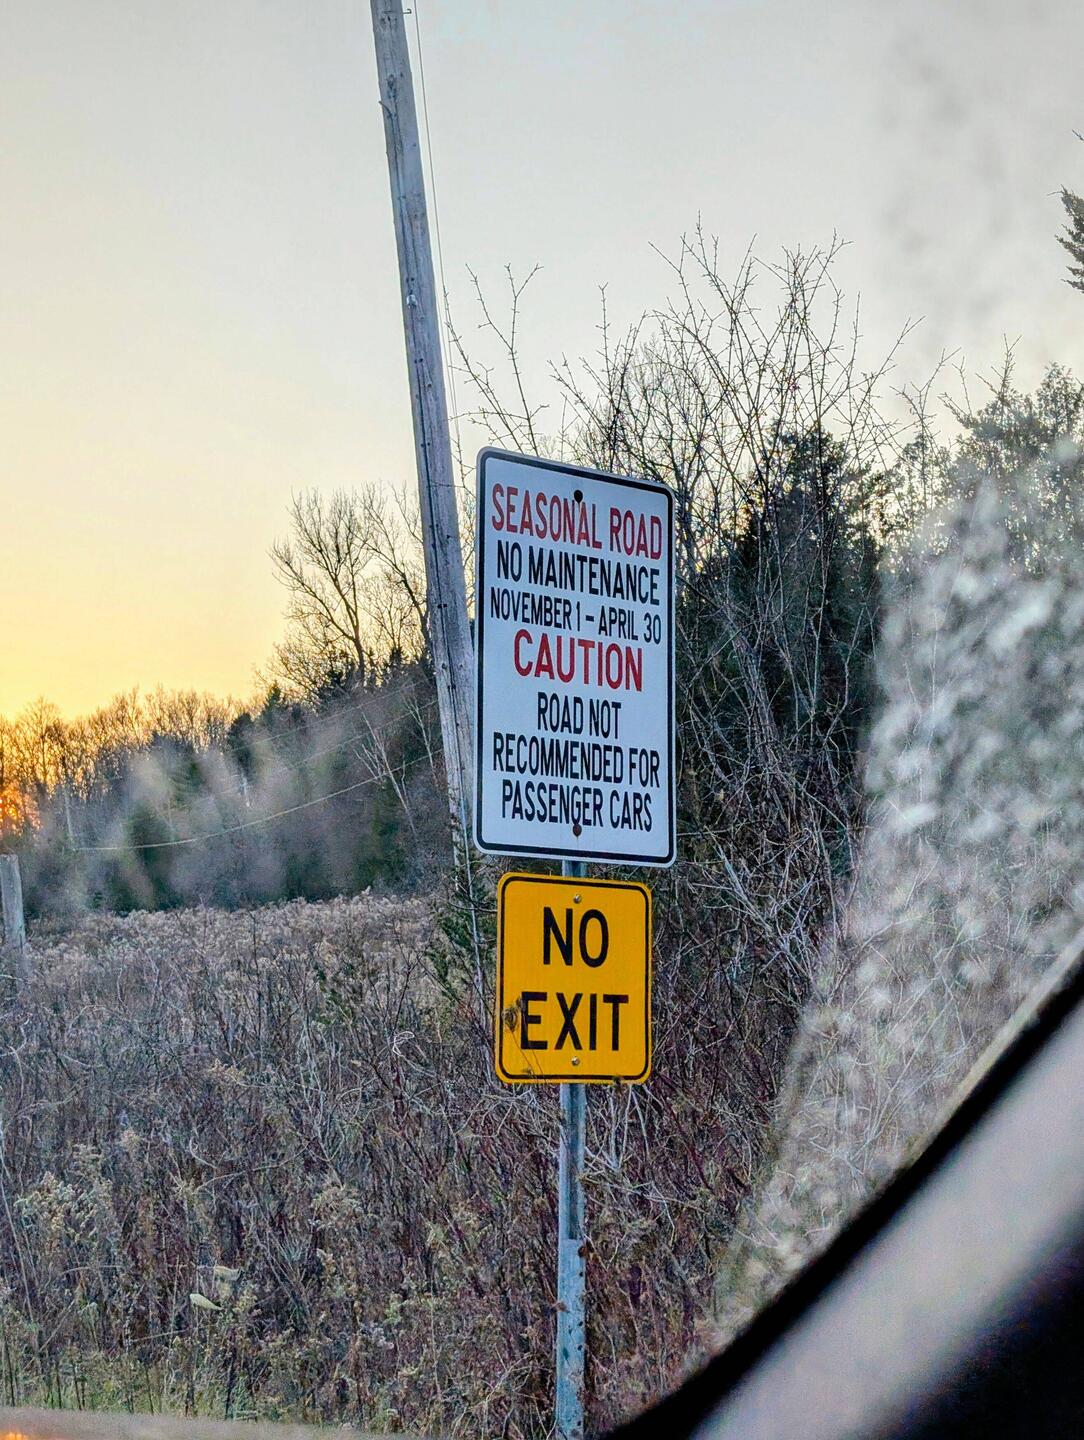 SEASONAL ROAD
NO MAINTENANCE
NOVEMBER 1 – APRIL 30
CAUTION
ROAD NOT
RECOMMENDED FOR
PASSENGER CARS
NO
EXIT